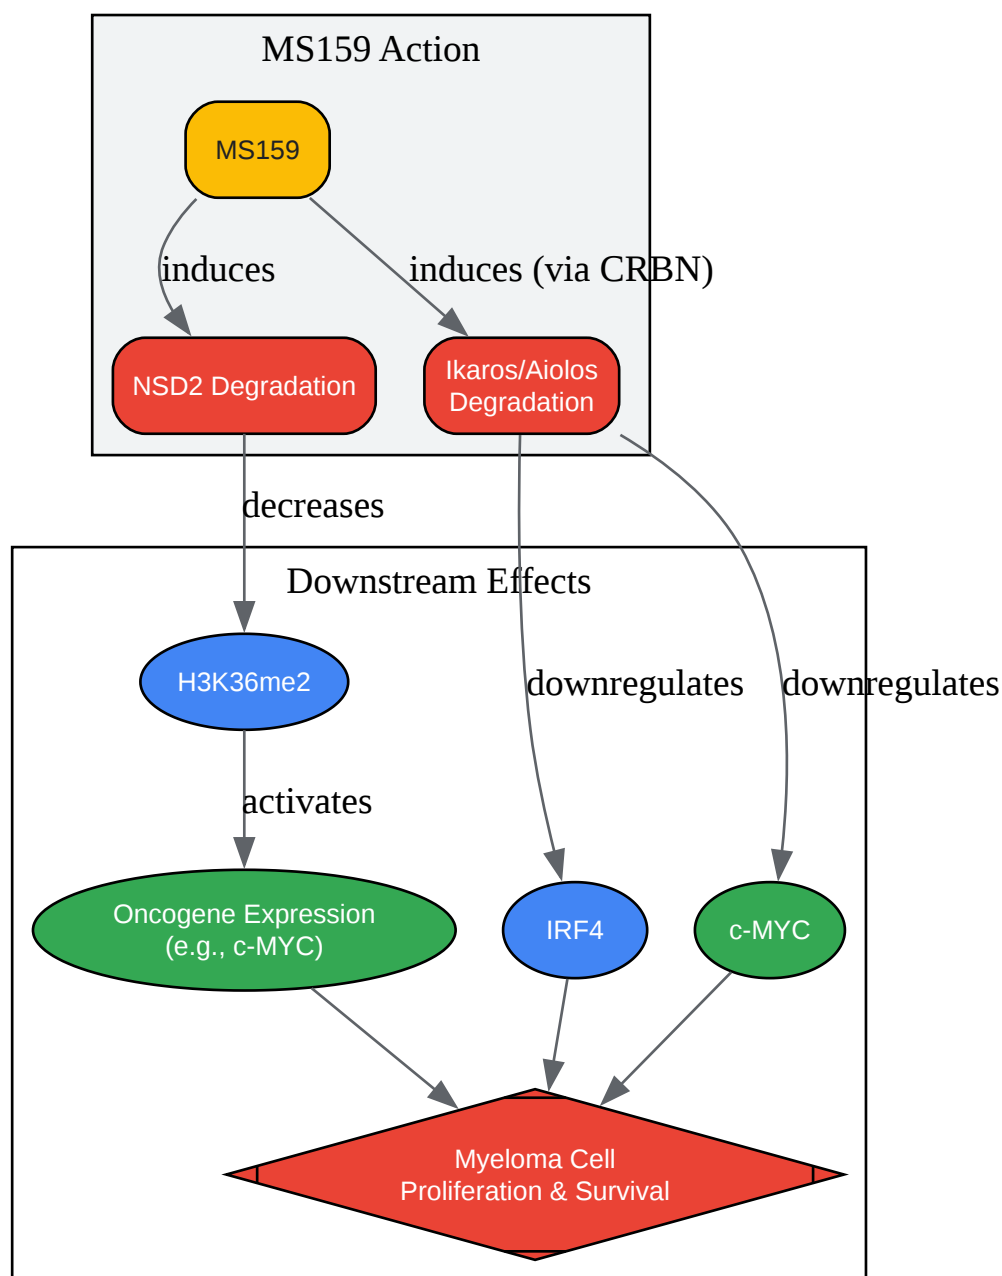 MS159 Action
MS159
induces
induces (via CRBN)
NSD2 Degradation
Ikaros/Aiolos
Degradation
decreases
Downstream Effects
H3K36me2
downregulates
downregulates
activates
Oncogene Expression
(e.g., c-MYC)
IRF4
c-MYC
Myeloma Cell
Proliferation & Survival